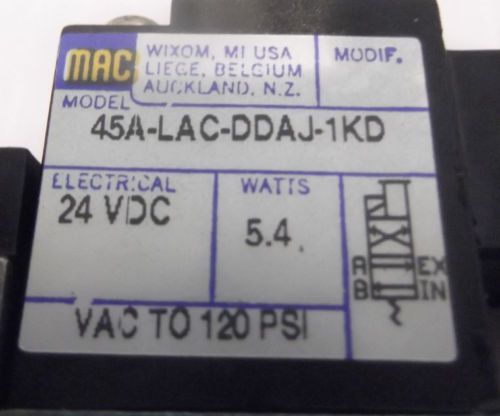 MAC
WIXOM, MI USA
LIEGE, BELGIUM
AUCKLAND, N.Z.
MODIF.
MODEL
45A-LAC-DDAJ-1KD
ELECTRICAL
24 VDC
WATTS
5.4
A EX
B IN
VAC TO 120 PSI